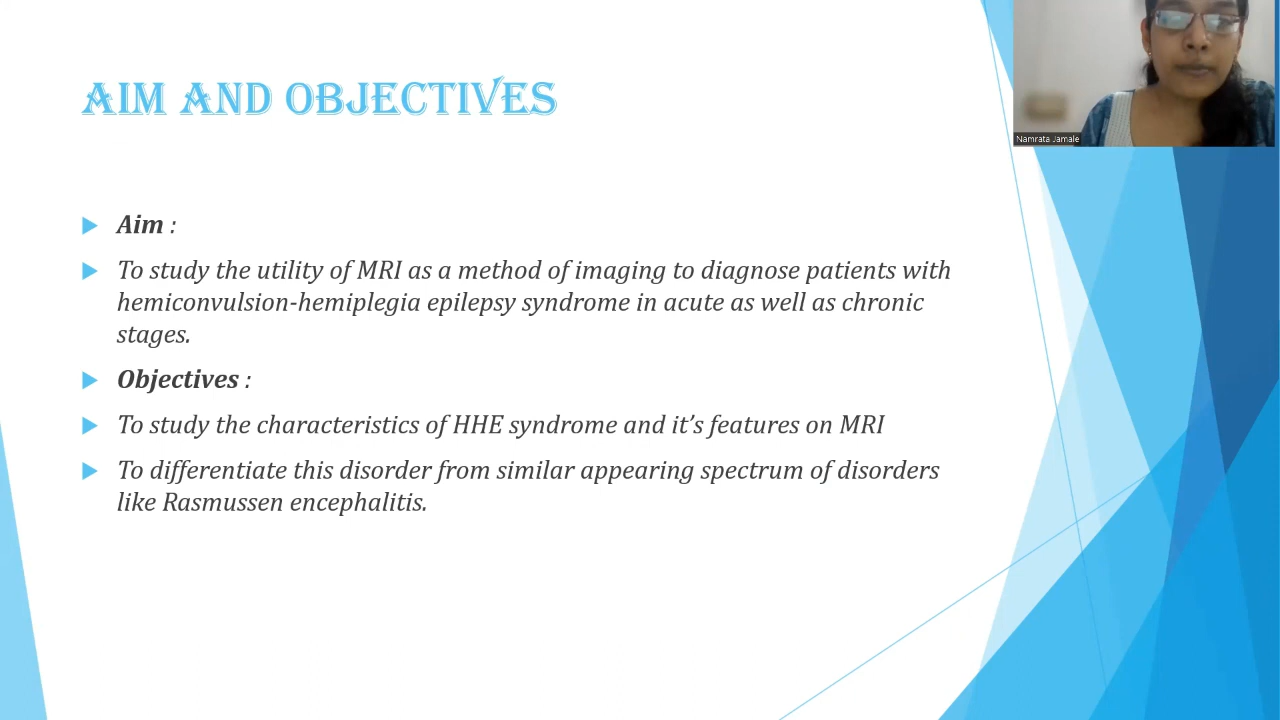 AIM AND OBJECTIVES
Namrata Jamale
Aim :
To study the utility of MRI as a method of imaging to diagnose patients with
hemiconvulsion-hemiplegia epilepsy syndrome in acute as well as chronic
stages.
Objectives :
To study the characteristics of HHE syndrome and it’s features on MRI
To differentiate this disorder from similar appearing spectrum of disorders
like Rasmussen encephalitis.